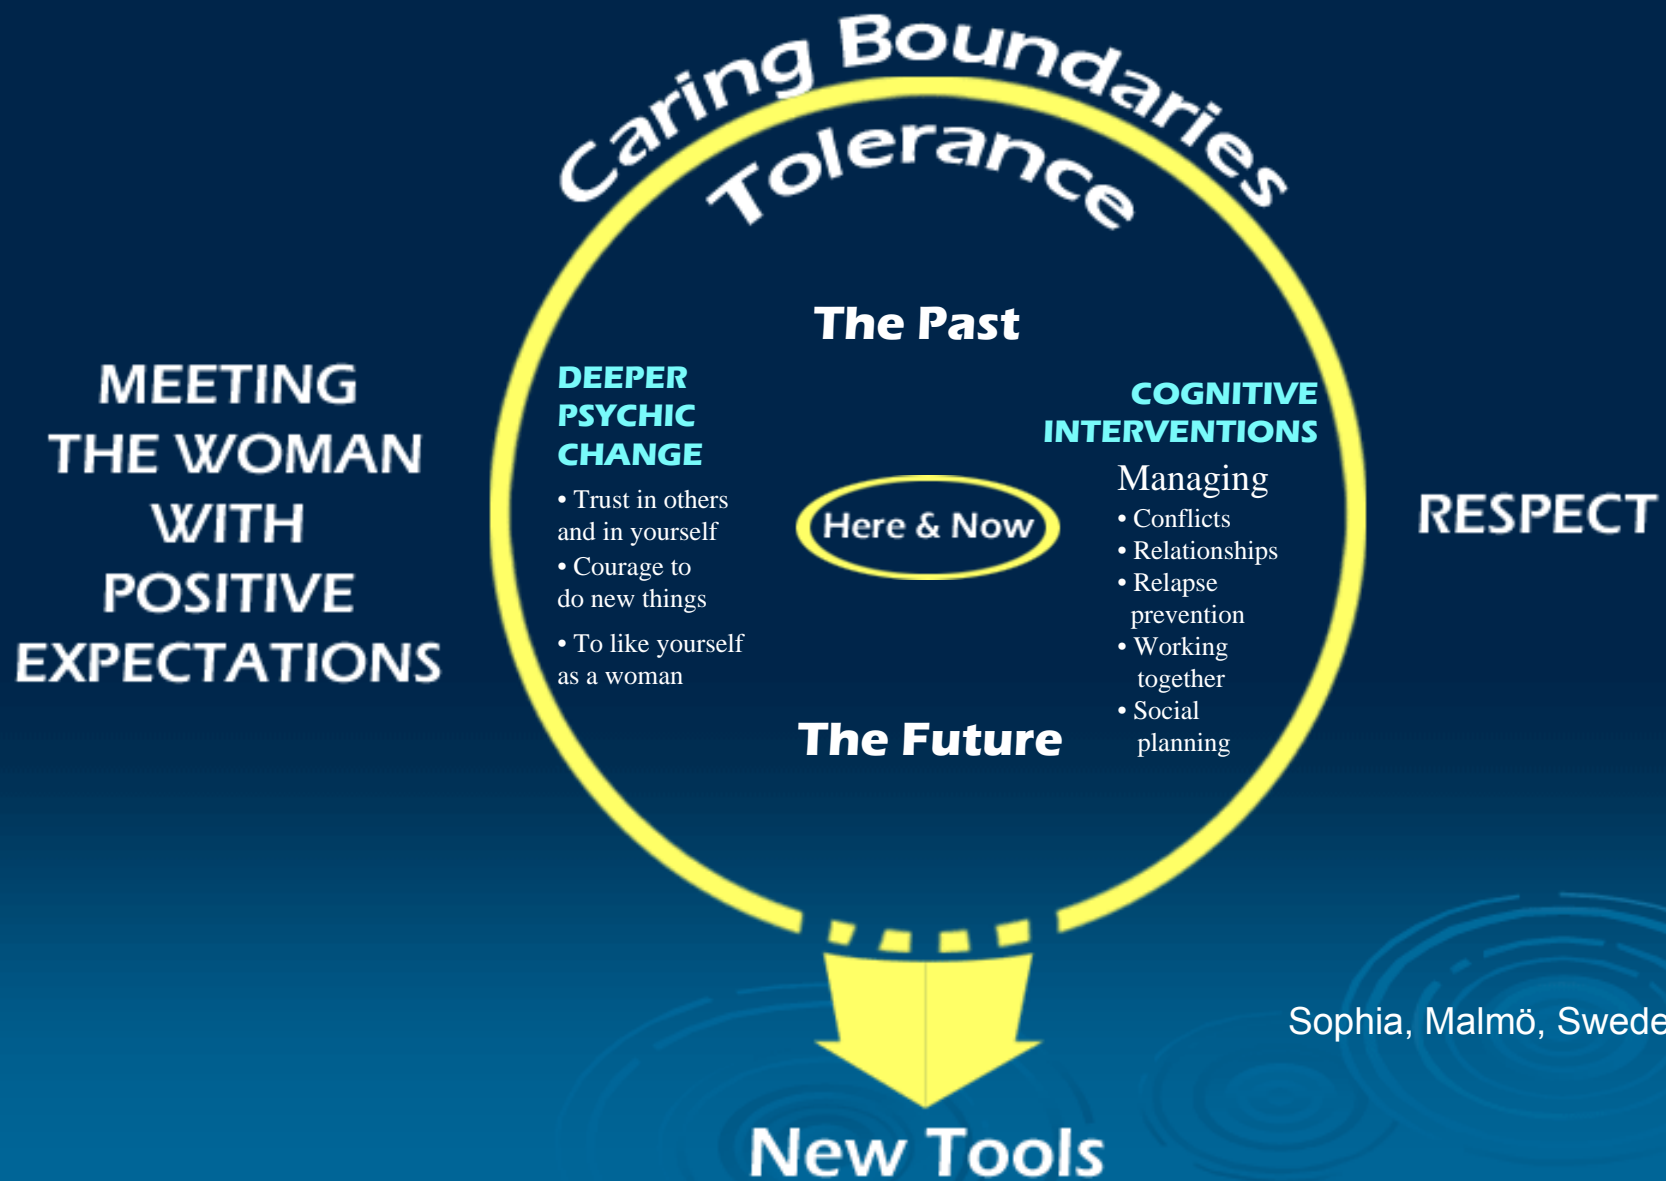 Caring Boundaries
Tolerance
MEETING
THE WOMAN
WITH
POSITIVE
EXPECTATIONS
The Past
DEEPER
PSYCHIC
CHANGE
• Trust in others
and in yourself
• Courage to
do new things
• To like yourself
as a woman
Here & Now
COGNITIVE
INTERVENTIONS
Managing
• Conflicts
• Relationships
• Relapse
prevention
• Working
together
• Social
planning
The Future
RESPECT
Sophia, Malmö, Swede
New Tools